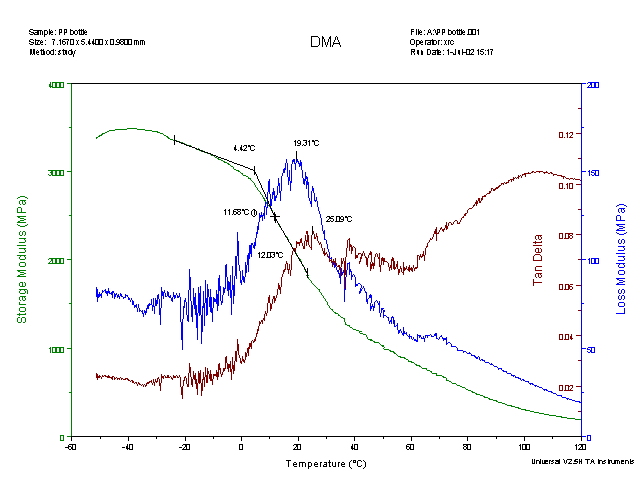 Sample: PP bottle
Size: 7.1670 x 5.4400 x 0.9800 mm
Method: study
DMA
File: A:\PP bottle.001
Operator: xrc
Run Date: 1-Jul-02 15:17
4000
3000
2000
1000
0
Storage Modulus (MPa)
4.42°C
19.31°C
11.68°C
25.09°C
12.03°C
0.12
0.10
0.08
0.06
0.04
0.02
Tan Delta
200
150
100
50
0
Loss Modulus (MPa)
-60 -40 -20 0 20 40 60 80 100 120
Temperature (°C)
Universal V2.5H TA Instruments